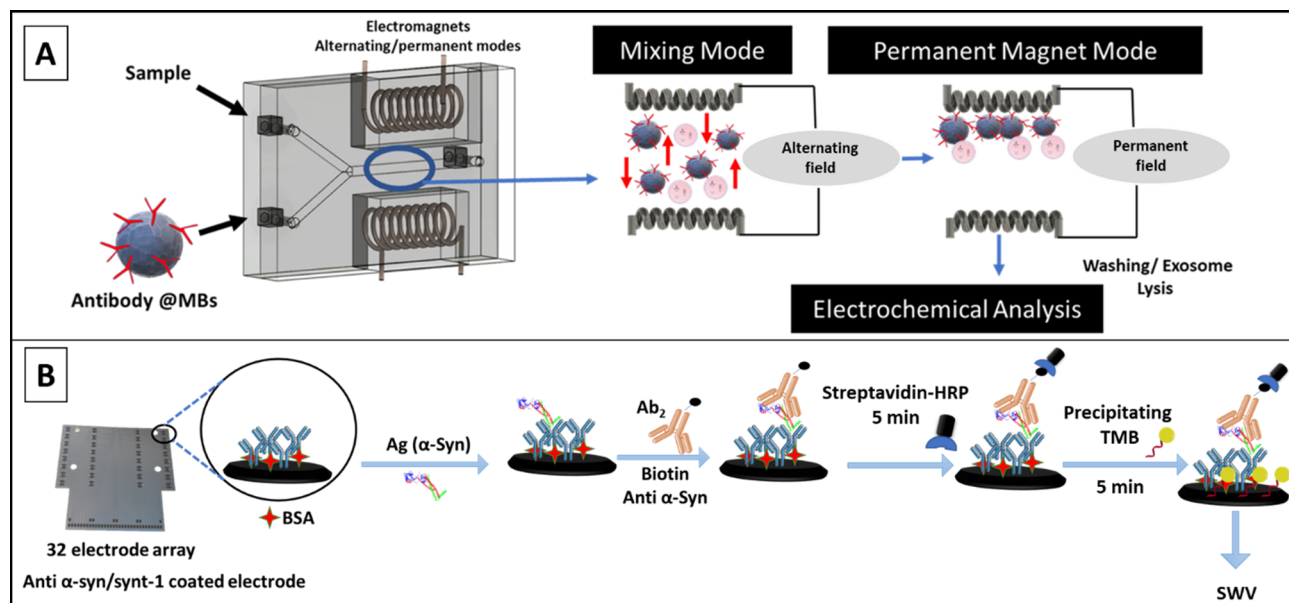 A
Electromagnets
Alternating/permanent modes
Sample
Antibody @MBs
Mixing Mode
Alternating
field
Permanent Magnet Mode
Permanent
field
Washing/ Exosome
Lysis
Electrochemical Analysis
B
32 electrode array
Anti α-syn/synt-1 coated electrode
BSA
Ag (α-Syn)
Ab₂
Biotin
Anti α-Syn
Streptavidin-HRP
5 min
Precipitating
TMB
5 min
SWV